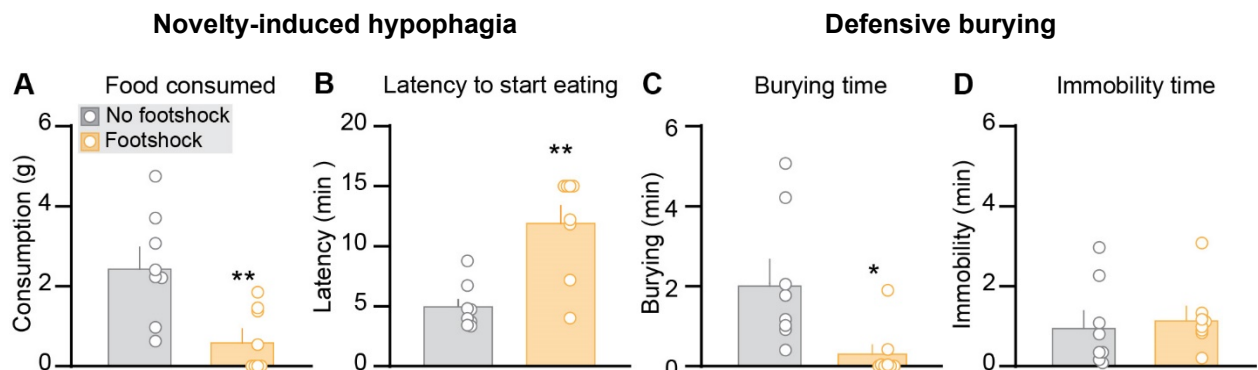 Novelty-induced hypophagia
Defensive burying
A Food consumed
No footshock
Footshock
Consumption (g)
6
4
2
0
**
B Latency to start eating
Latency (min )
20
15
10
5
0
**
C Burying time
Burying (min)
6
4
2
0
*
D Immobility time
Immobility (min)
6
4
2
0